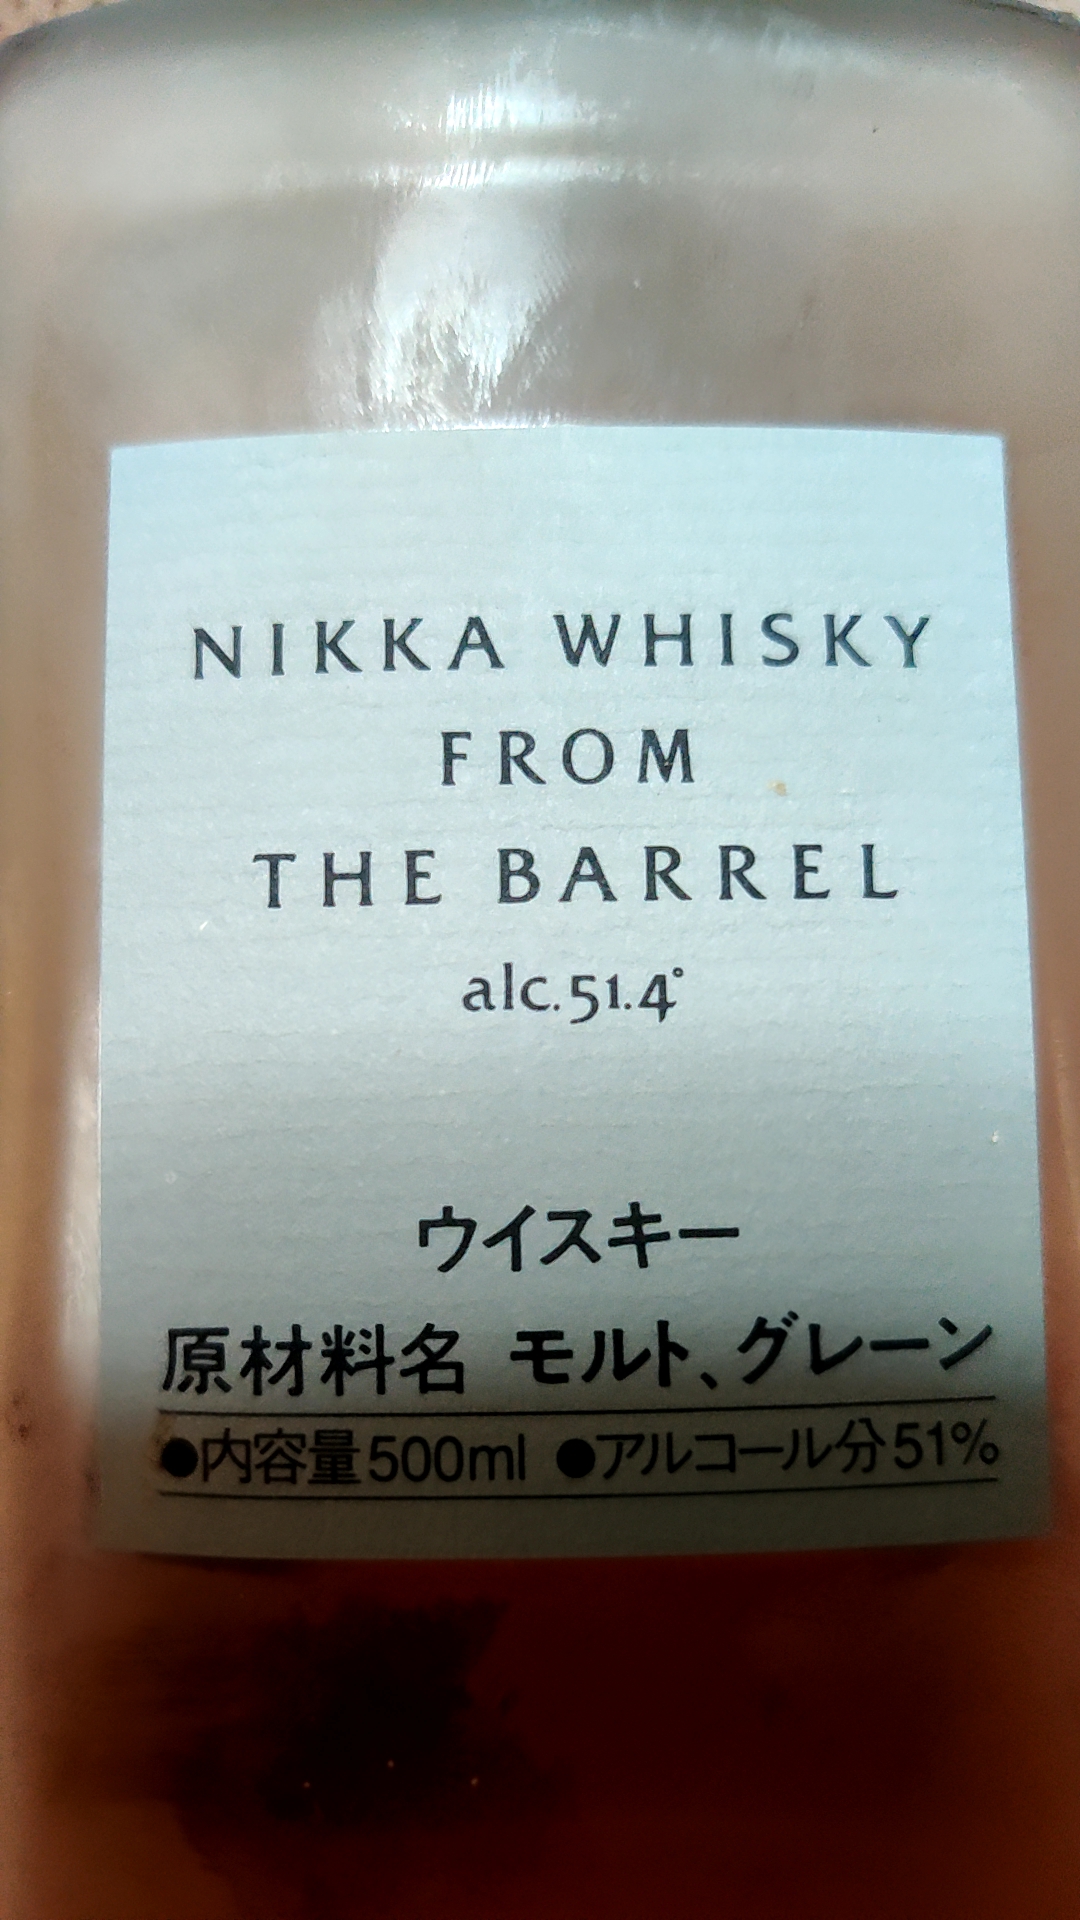 NIKKA WHISKY
FROM
THE BARREL
alc.51.4°
ウイスキー
原材料名 モルト、グレーン
●内容量500ml ●アルコール分51%